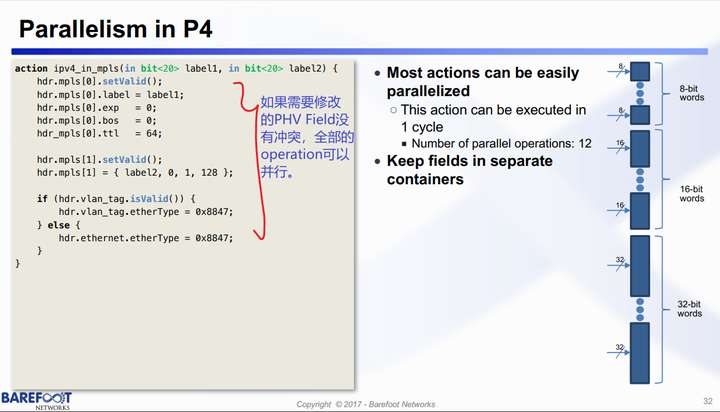 Parallelism in P4
action ipv4_in_mpls(in bit<20> label1, in bit<20> label2) {
hdr.mpls[0].setValid();
hdr.mpls[0].label = label1;
hdr.mpls[0].exp = 0;
hdr.mpls[0].bos = 0;
hdr_mpls[0].ttl = 64;
hdr.mpls[1].setValid();
hdr.mpls[1] = { label2, 0, 1, 128 };
if (hdr.vlan_tag.isValid()) {
hdr.vlan_tag.etherType = 0x8847;
} else {
hdr.ethernet.etherType = 0x8847;
}
}
如果需要修改
的PHV Field没
有冲突，全部的
operation可以
并行。
• Most actions can be easily
parallelized
○ This action can be executed in
1 cycle
▪ Number of parallel operations: 12
• Keep fields in separate
containers
8
8
8-bit
words
16
16
16-bit
words
32
32
32-bit
words
BAREFOOT
NETWORKS
Copyright © 2017 - Barefoot Networks
32